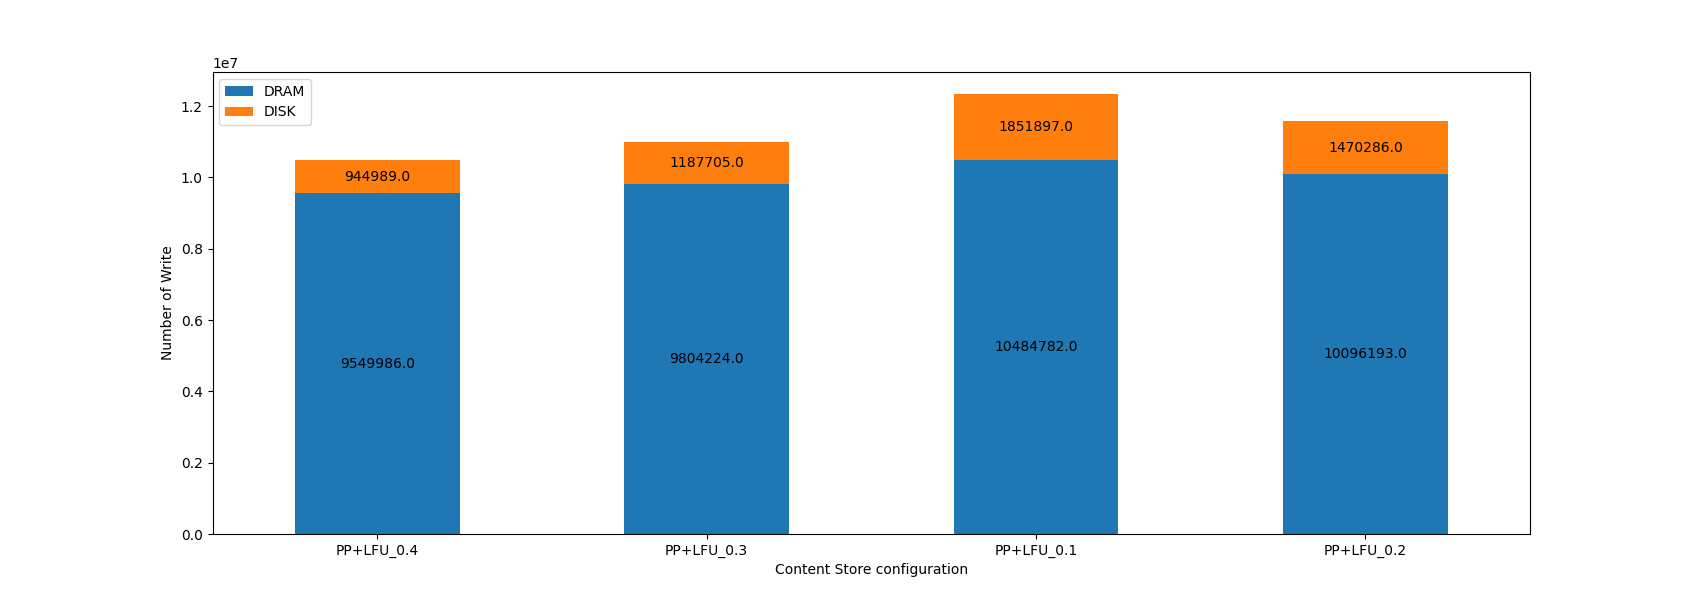 1e7
DRAM
DISK
1.2
1.0
0.8
0.6
0.4
0.2
0.0
Number of Write
944989.0
1187705.0
1851897.0
1470286.0
9549986.0
9804224.0
10484782.0
10096193.0
PP+LFU_0.4
PP+LFU_0.3
PP+LFU_0.1
PP+LFU_0.2
Content Store configuration